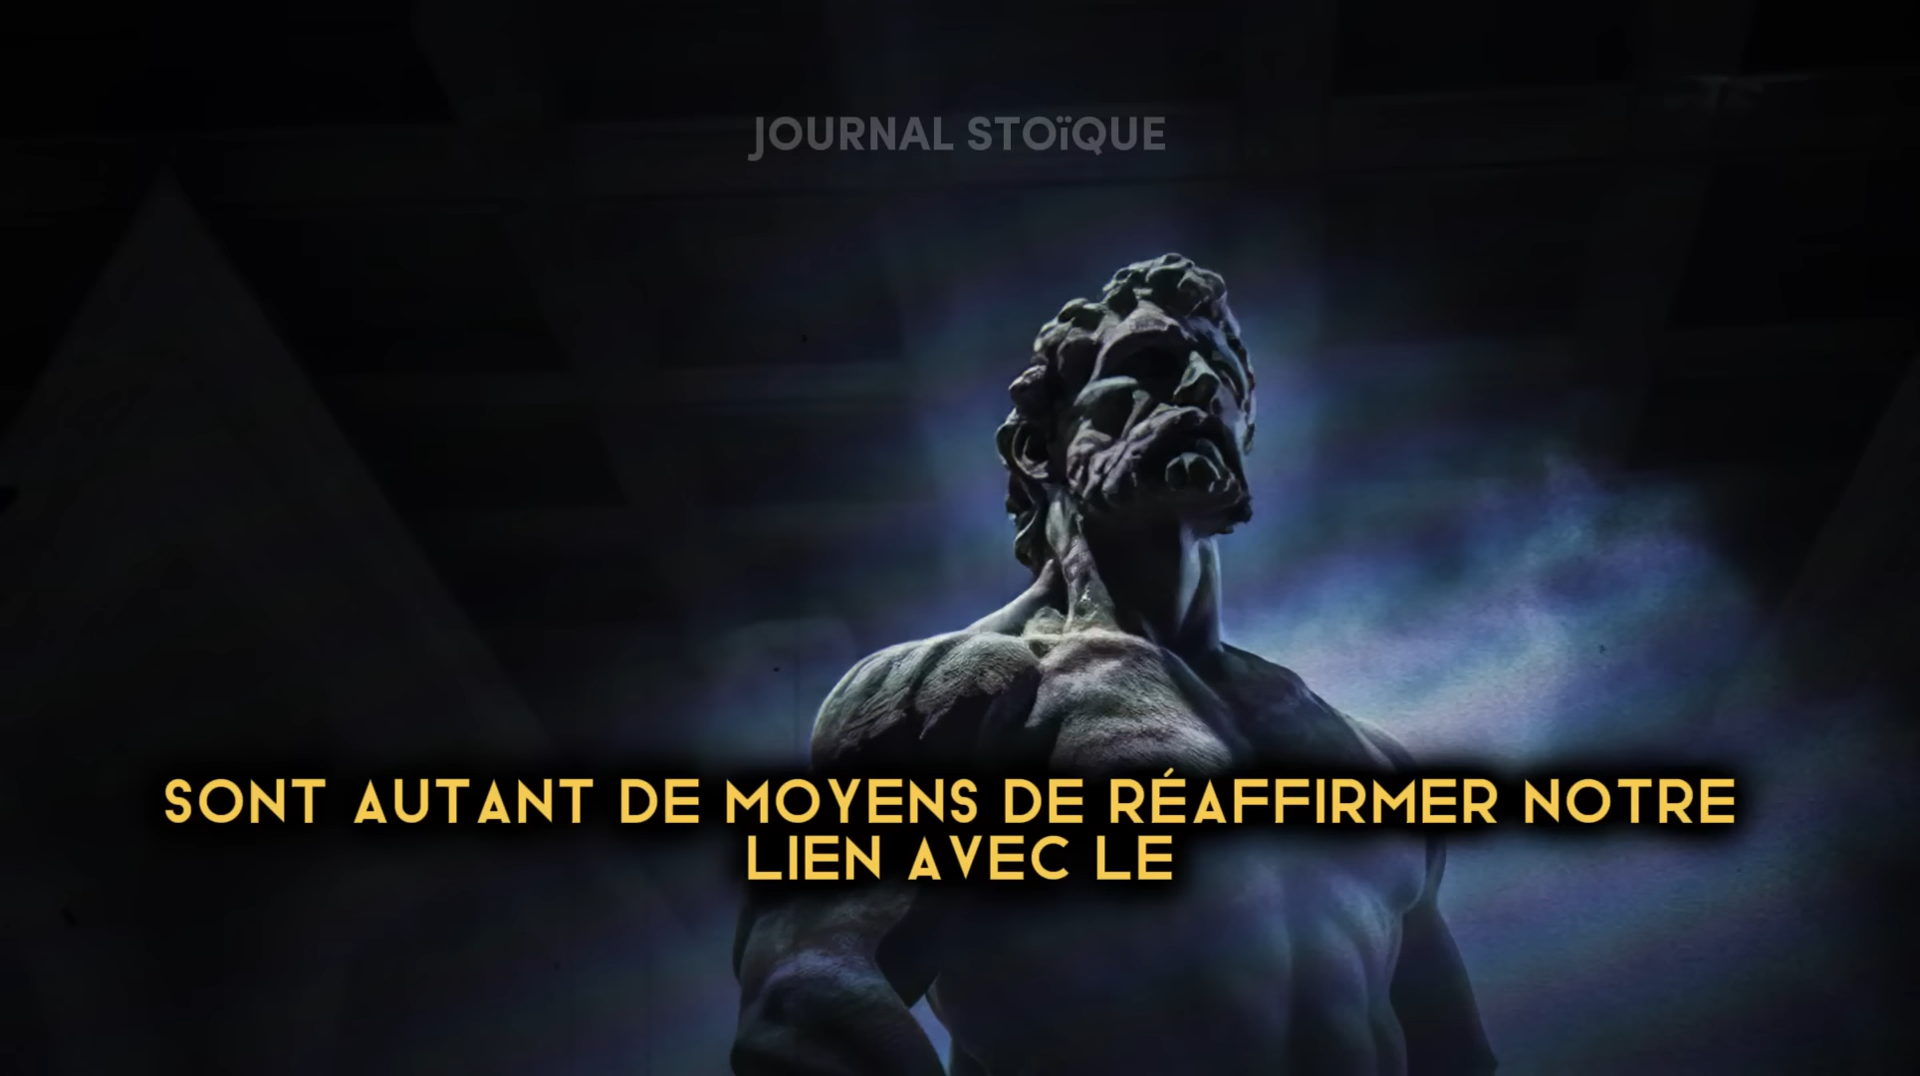 JOURNAL STOïQUE
SONT AUTANT DE MOYENS DE RÉAFFIRMER NOTRE
LIEN AVEC LE